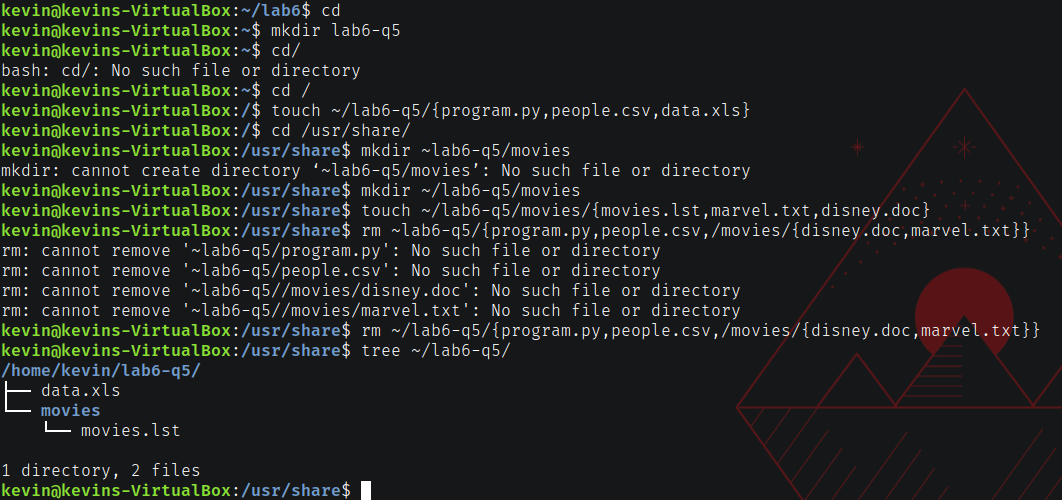 kevin@kevins-VirtualBox:~/lab6$ cd
kevin@kevins-VirtualBox:~$ mkdir lab6-q5
kevin@kevins-VirtualBox:~$ cd/
bash: cd/: No such file or directory
kevin@kevins-VirtualBox:~$ cd /
kevin@kevins-VirtualBox:/$ touch ~/lab6-q5/{program.py,people.csv,data.xls}
kevin@kevins-VirtualBox:/$ cd /usr/share/
kevin@kevins-VirtualBox:/usr/share$ mkdir ~lab6-q5/movies
mkdir: cannot create directory ‘~lab6-q5/movies’: No such file or directory
kevin@kevins-VirtualBox:/usr/share$ mkdir ~/lab6-q5/movies
kevin@kevins-VirtualBox:/usr/share$ touch ~/lab6-q5/movies/{movies.lst,marvel.txt,disney.doc}
kevin@kevins-VirtualBox:/usr/share$ rm ~lab6-q5/{program.py,people.csv,/movies/{disney.doc,marvel.txt}}
rm: cannot remove '~lab6-q5/program.py': No such file or directory
rm: cannot remove '~lab6-q5/people.csv': No such file or directory
rm: cannot remove '~lab6-q5//movies/disney.doc': No such file or directory
rm: cannot remove '~lab6-q5//movies/marvel.txt': No such file or directory
kevin@kevins-VirtualBox:/usr/share$ rm ~/lab6-q5/{program.py,people.csv,/movies/{disney.doc,marvel.txt}}
kevin@kevins-VirtualBox:/usr/share$ tree ~/lab6-q5/
/home/kevin/lab6-q5/
├── data.xls
└── movies
    └── movies.lst
1 directory, 2 files
kevin@kevins-VirtualBox:/usr/share$